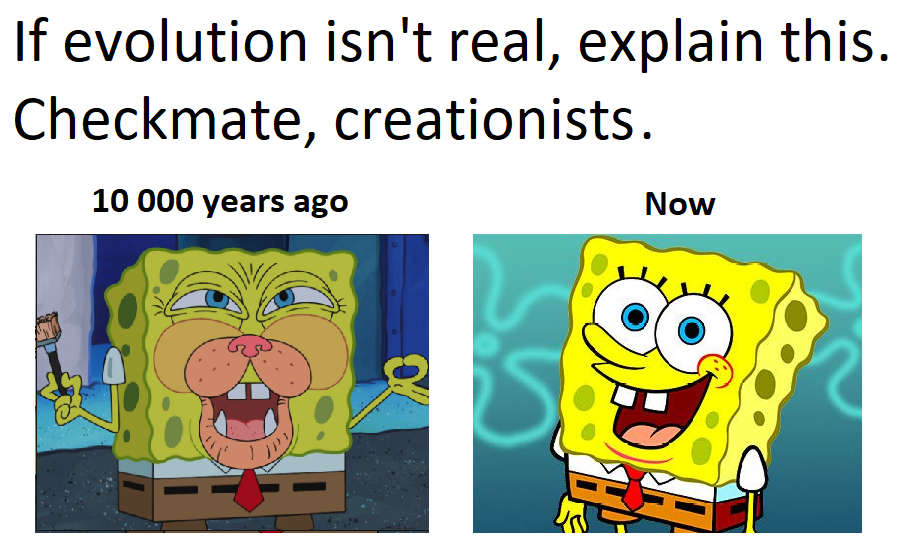 If evolution isn't real, explain this.
Checkmate, creationists.
10 000 years ago
Now